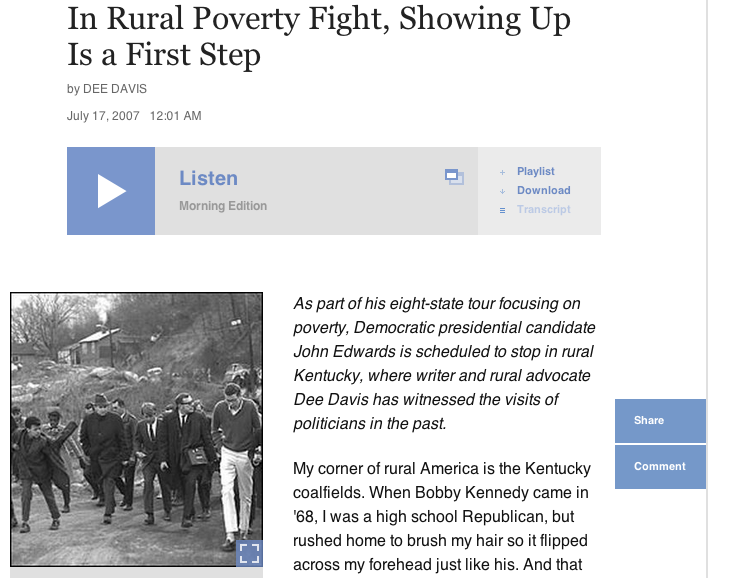 In Rural Poverty Fight, Showing Up
Is a First Step
by DEE DAVIS
July 17, 2007 12:01 AM
Listen
Morning Edition
Playlist
Download
Transcript
As part of his eight-state tour focusing on
poverty, Democratic presidential candidate
John Edwards is scheduled to stop in rural
Kentucky, where writer and rural advocate
Dee Davis has witnessed the visits of
politicians in the past.
My corner of rural America is the Kentucky
coalfields. When Bobby Kennedy came in
'68, I was a high school Republican, but
rushed home to brush my hair so it flipped
across my forehead just like his. And that
Share
Comment